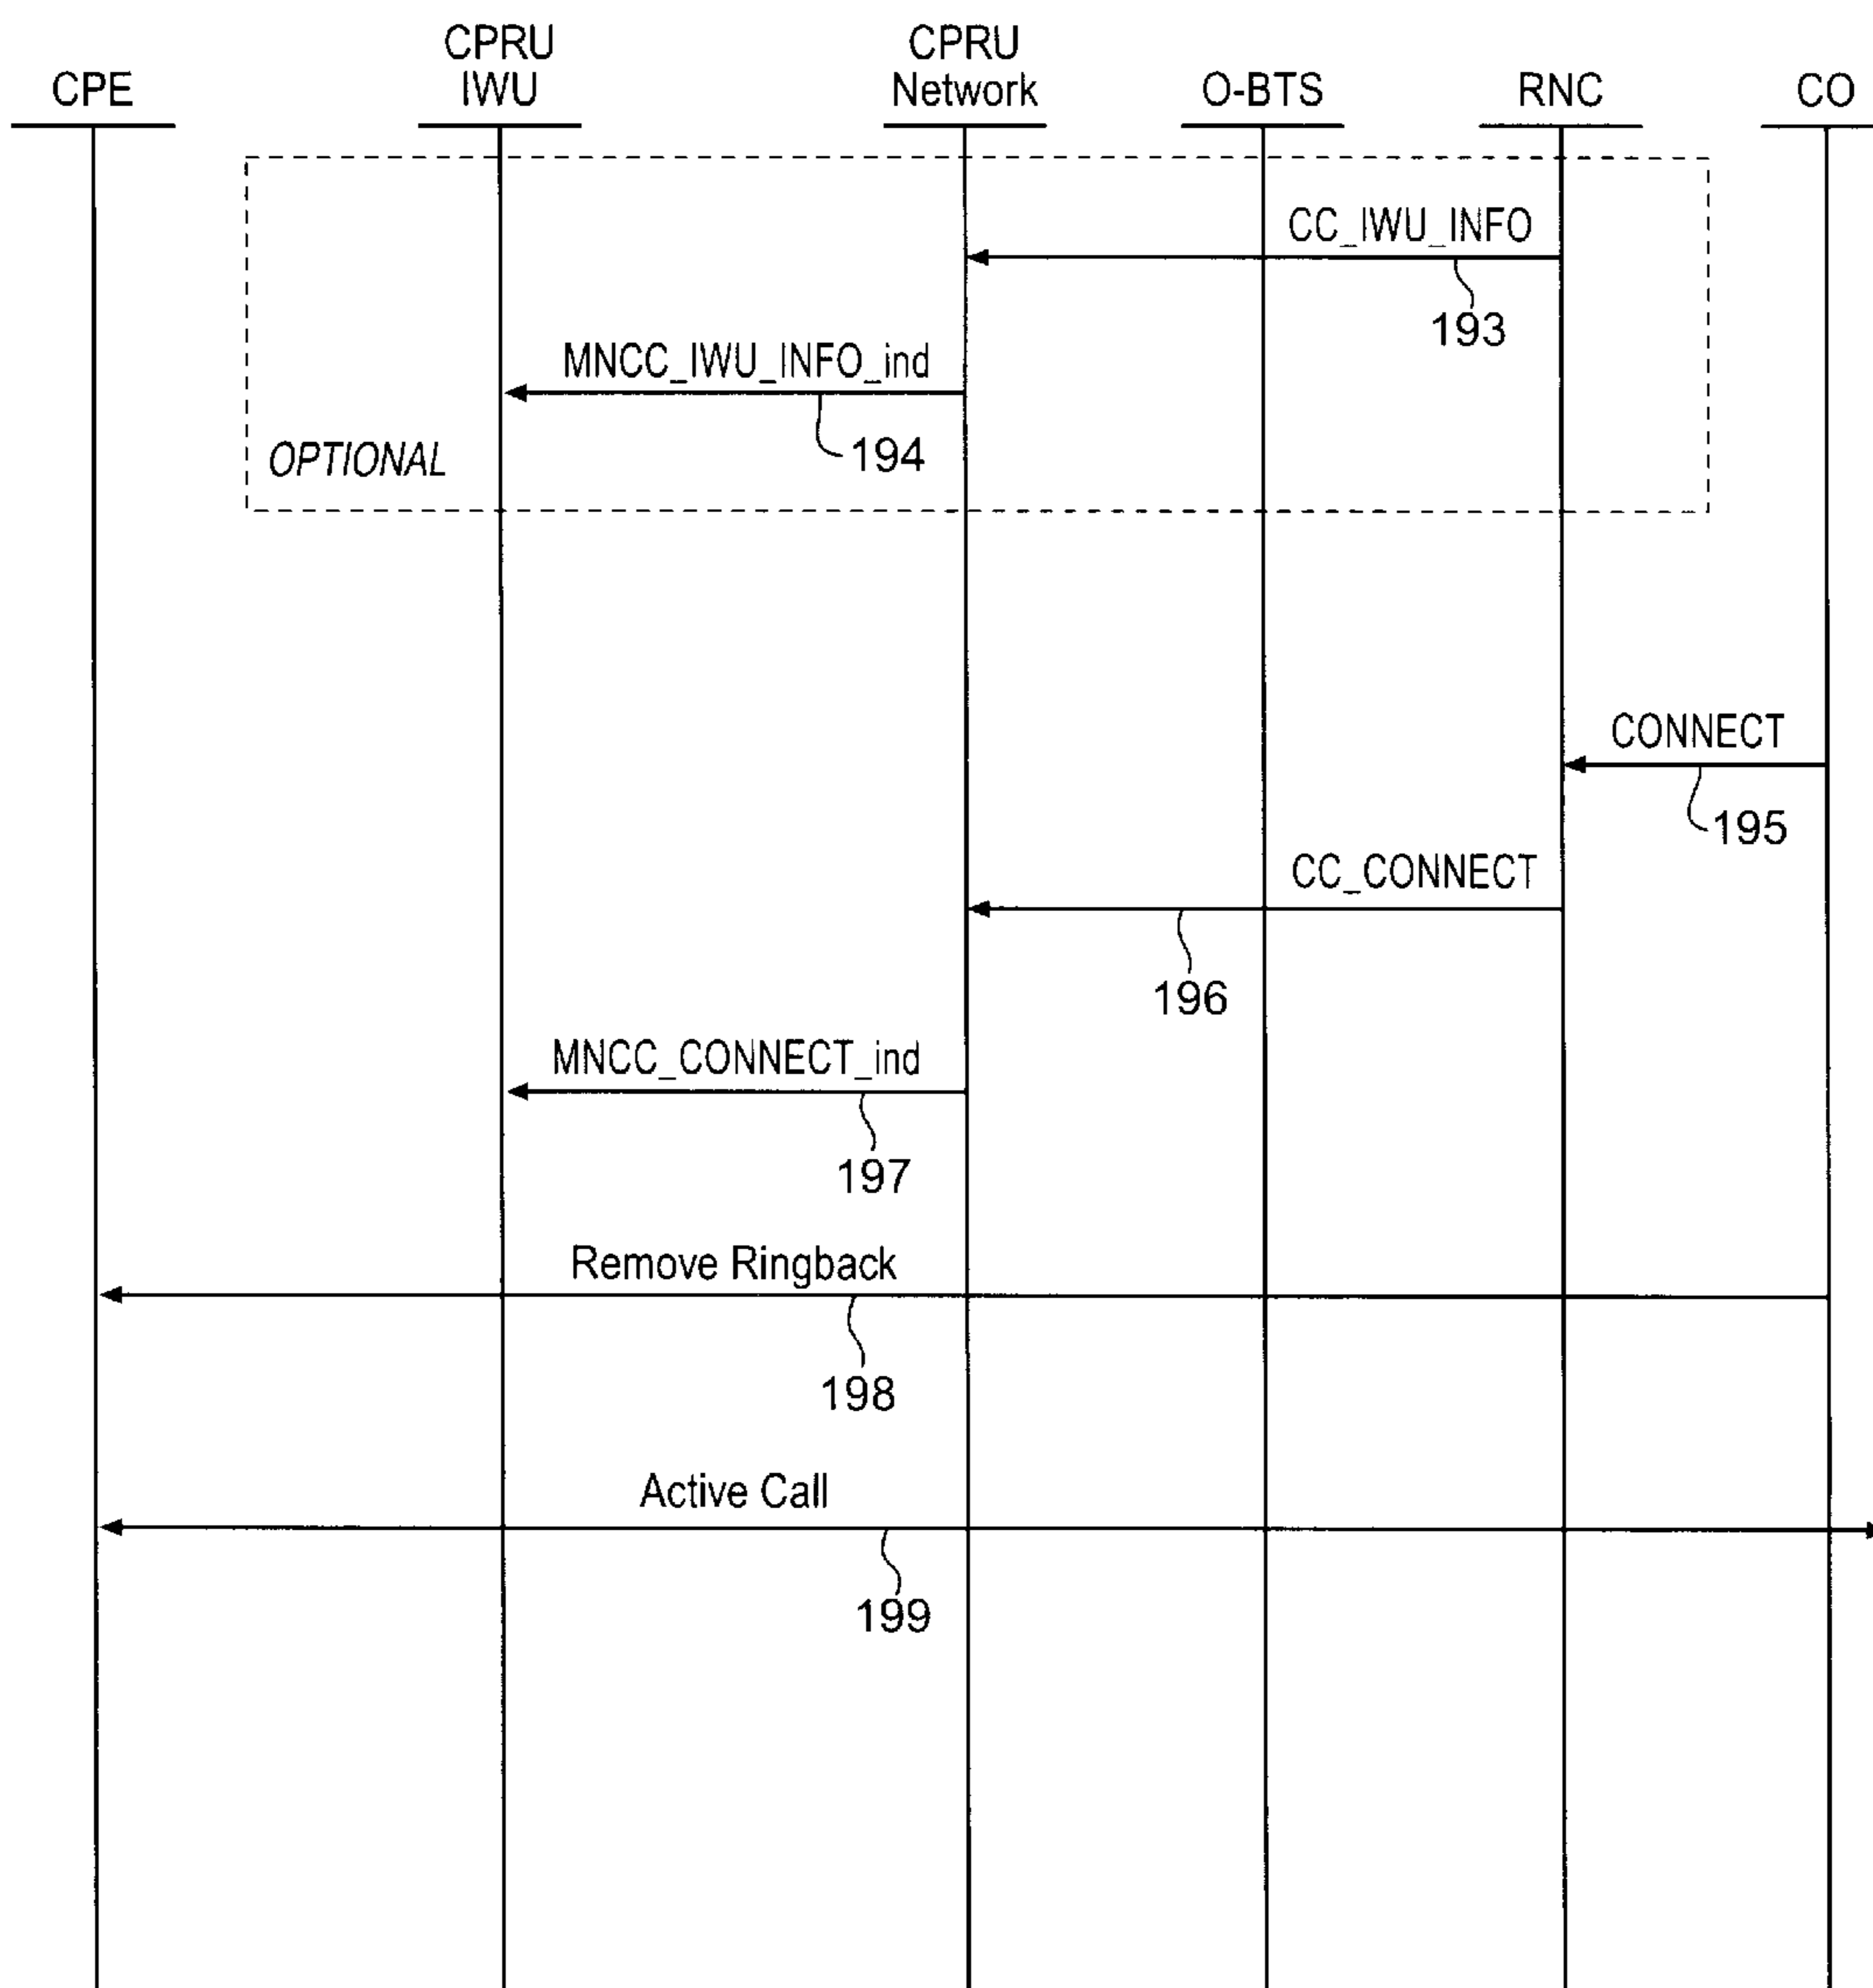 CPE
CPRU
IWU
CPRU
Network
O-BTS
RNC
CO
CC_IWU_INFO
193
MNCC_IWU_INFO_ind
194
OPTIONAL
CONNECT
195
CC_CONNECT
196
MNCC_CONNECT_ind
197
Remove Ringback
198
Active Call
199